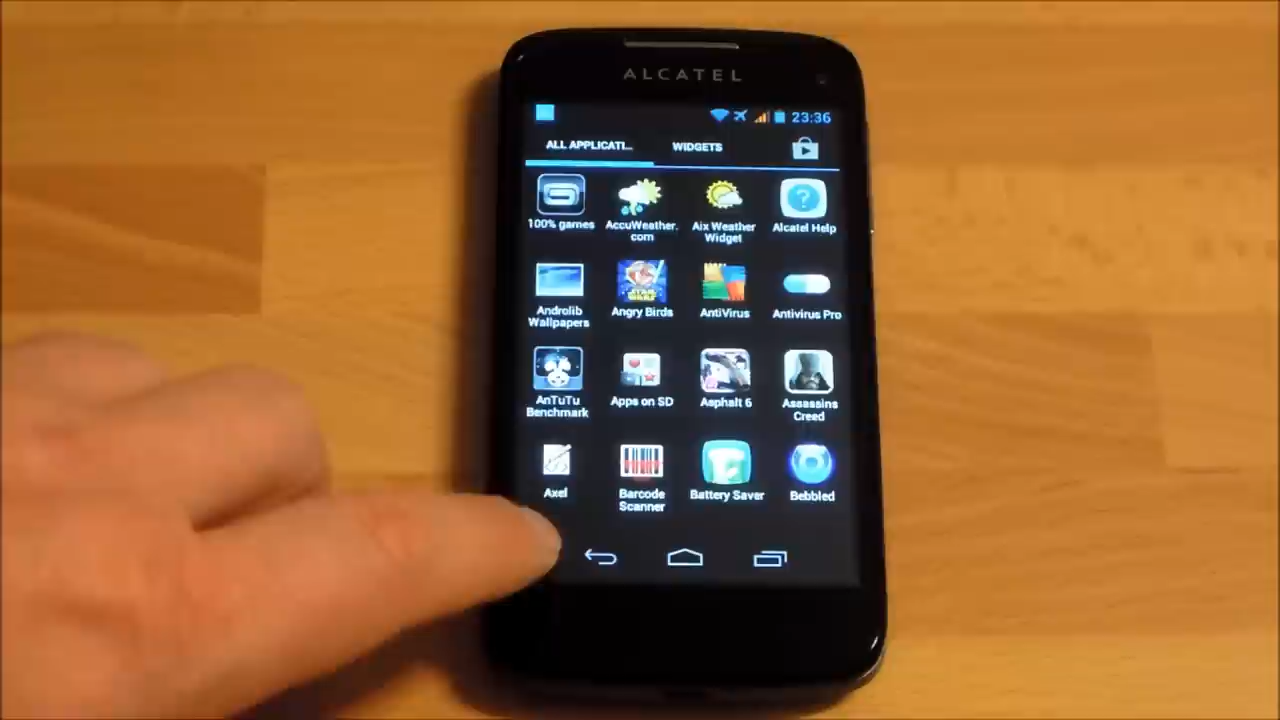 ALCATEL
23:36
ALL APPLICATI... WIDGETS
100% games
AccuWeather.
com
Aix Weather
Widget
Alcatel Help
Androlib
Wallpapers
Angry Birds
AntiVirus
Antivirus Pro
AnTuTu
Benchmark
Apps on SD
Asphalt 6
Assassins
Creed
Axel
Barcode
Scanner
Battery Saver
Bebbled